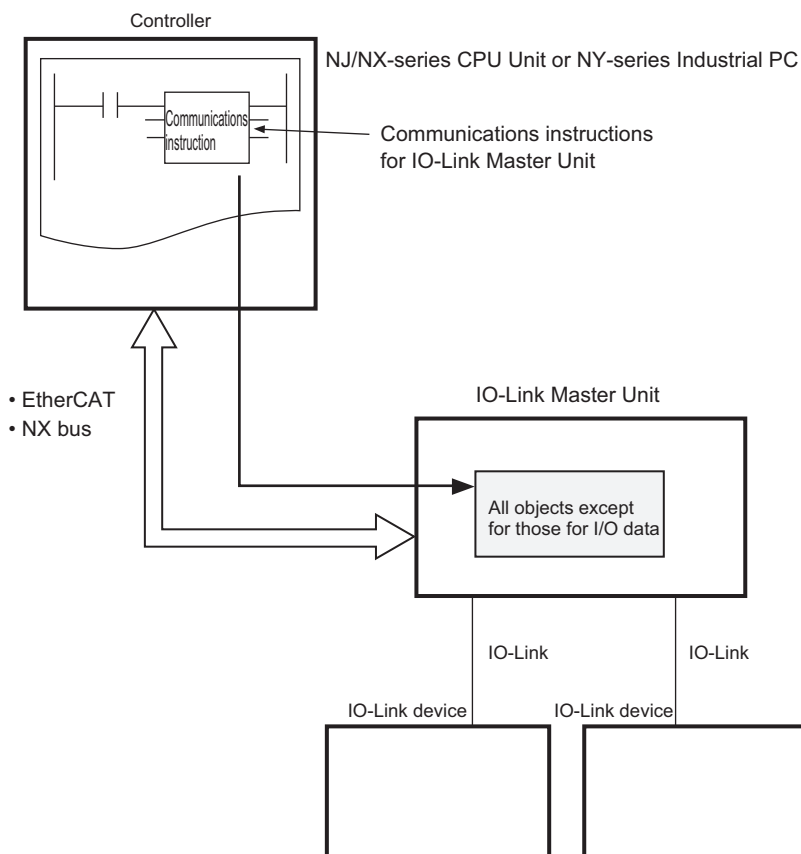 Controller
NJ/NX-series CPU Unit or NY-series Industrial PC
Communications
instruction
Communications instructions
for IO-Link Master Unit
• EtherCAT
• NX bus
IO-Link Master Unit
All objects except
for those for I/O data
IO-Link
IO-Link
IO-Link device
IO-Link device